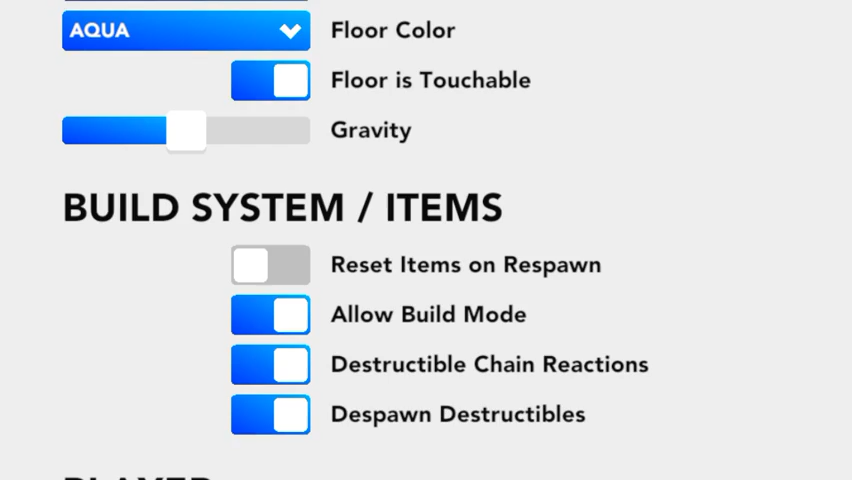 AQUA Floor Color
Floor is Touchable
Gravity
BUILD SYSTEM / ITEMS
Reset Items on Respawn
Allow Build Mode
Destructible Chain Reactions
Despawn Destructibles
PLAYER